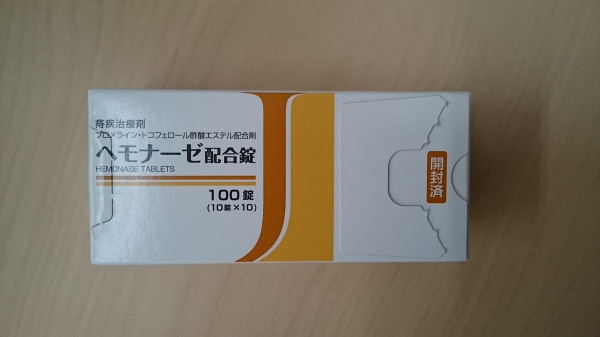 痔疾治療剤
ブロメライン・トコフェロール酢酸エステル配合剤
ヘモナーゼ配合錠
HEMONASE TABLETS
100錠
(10錠×10)
開封済